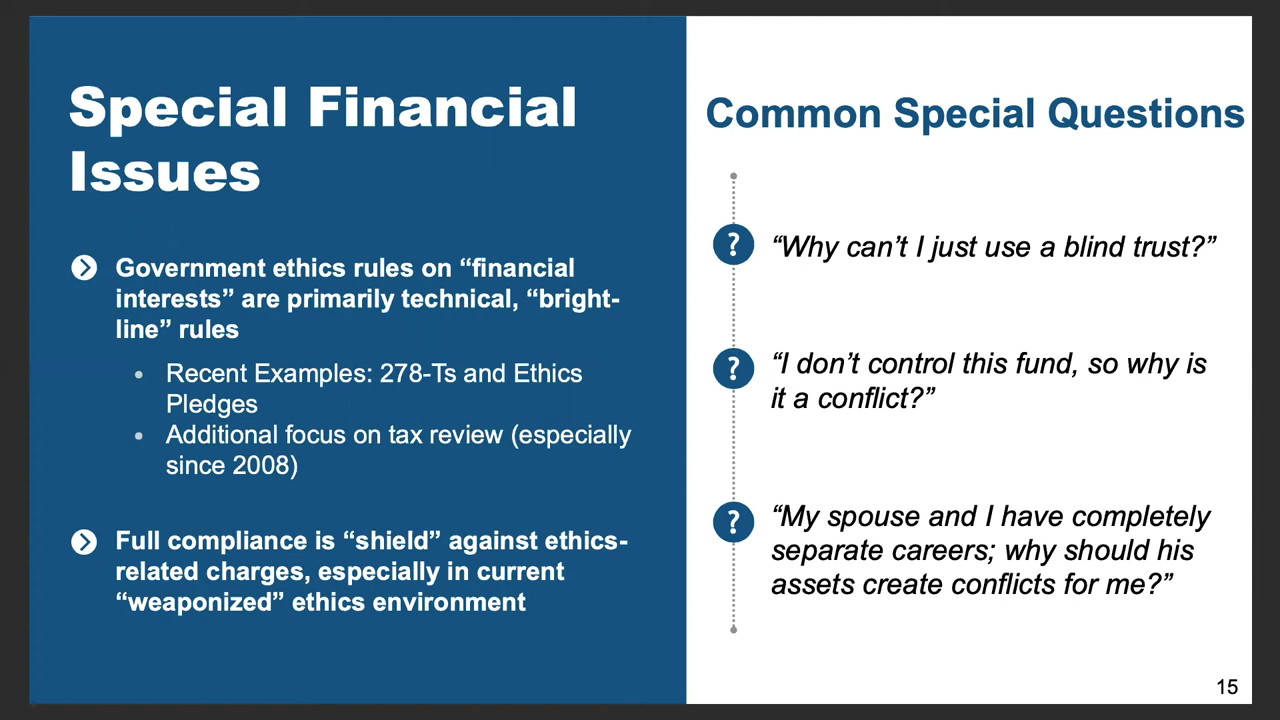 Special Financial
Issues
Government ethics rules on “financial
interests” are primarily technical, “bright-
line” rules
• Recent Examples: 278-Ts and Ethics
Pledges
• Additional focus on tax review (especially
since 2008)
Full compliance is “shield” against ethics-
related charges, especially in current
“weaponized” ethics environment
Common Special Questions
? “Why can’t I just use a blind trust?”
? “I don’t control this fund, so why is
it a conflict?”
? “My spouse and I have completely
separate careers; why should his
assets create conflicts for me?”
15